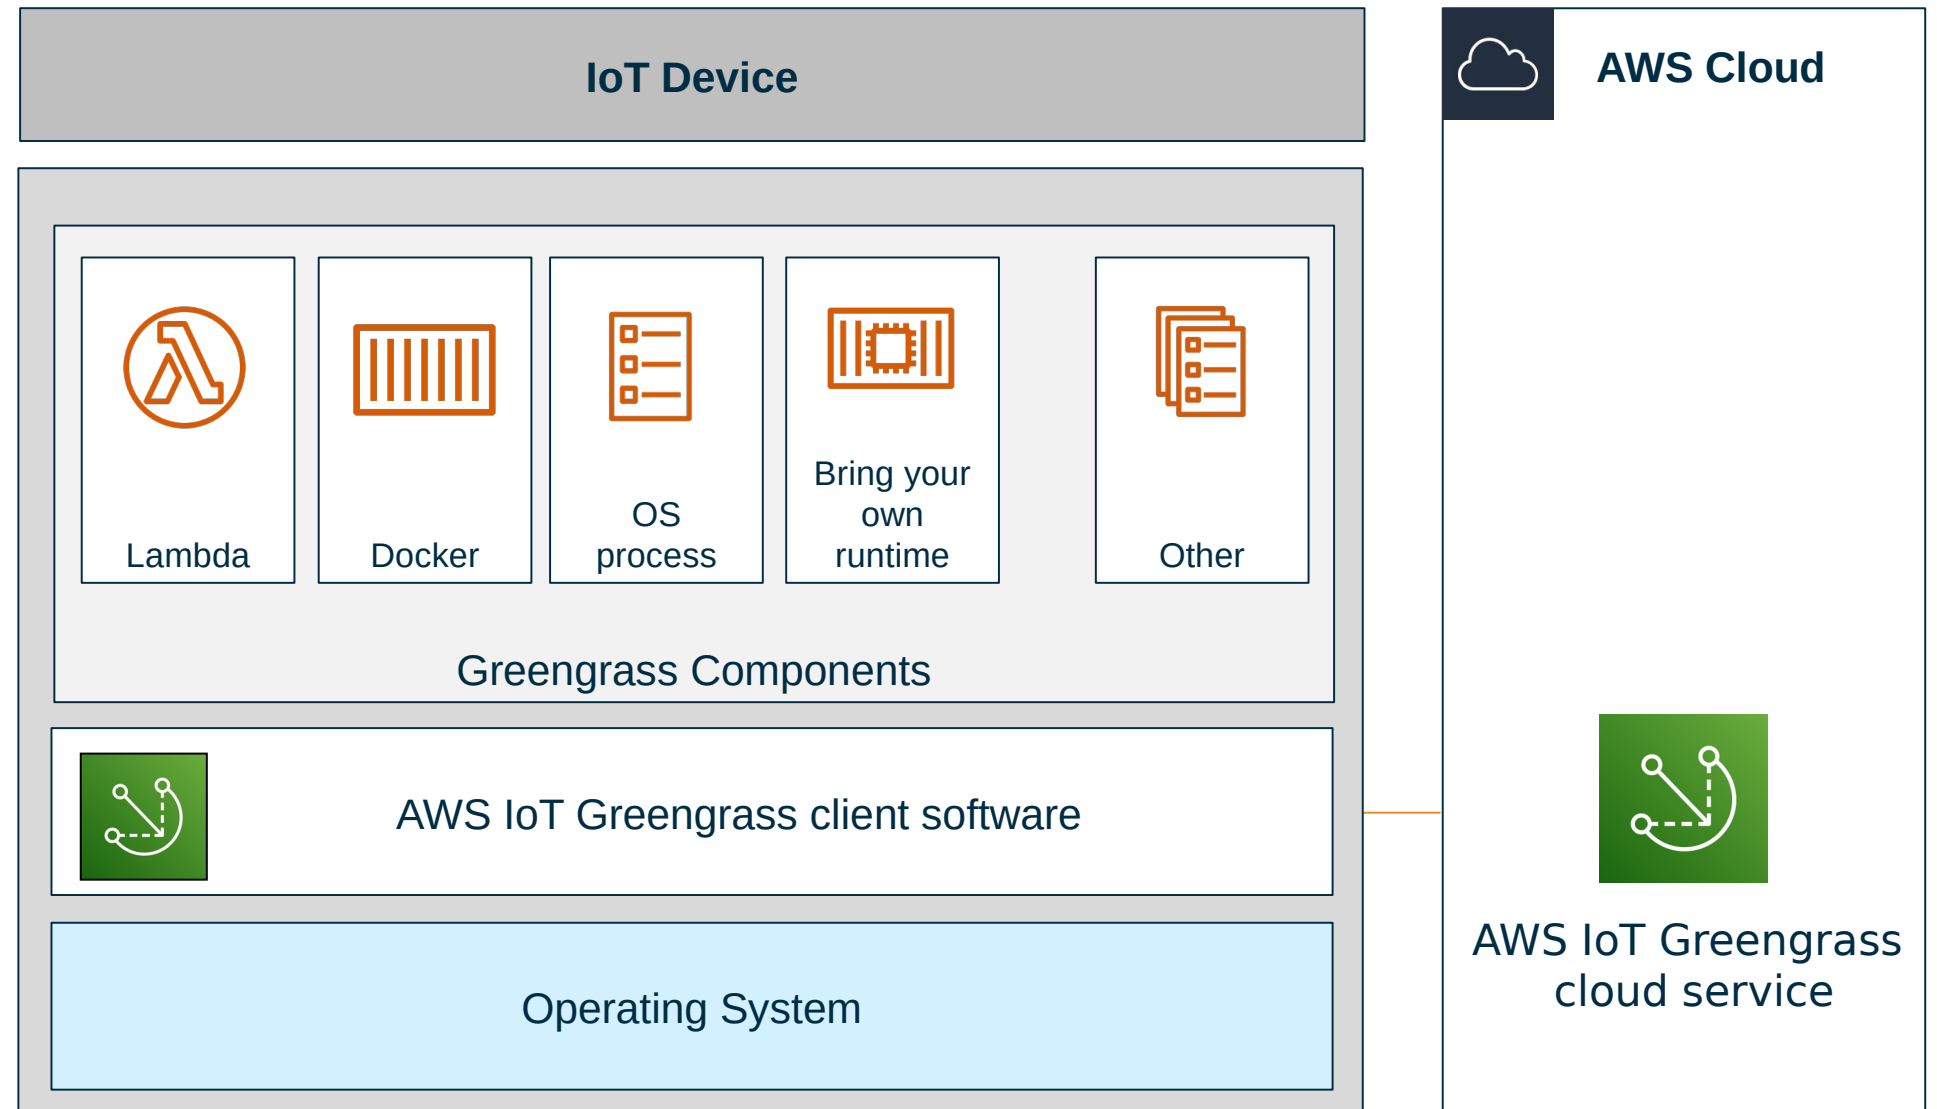 IoT Device
AWS Cloud
Lambda
Docker
OS
process
Bring your
own
runtime
Other
Greengrass Components
AWS IoT Greengrass client software
Operating System
AWS IoT Greengrass
cloud service